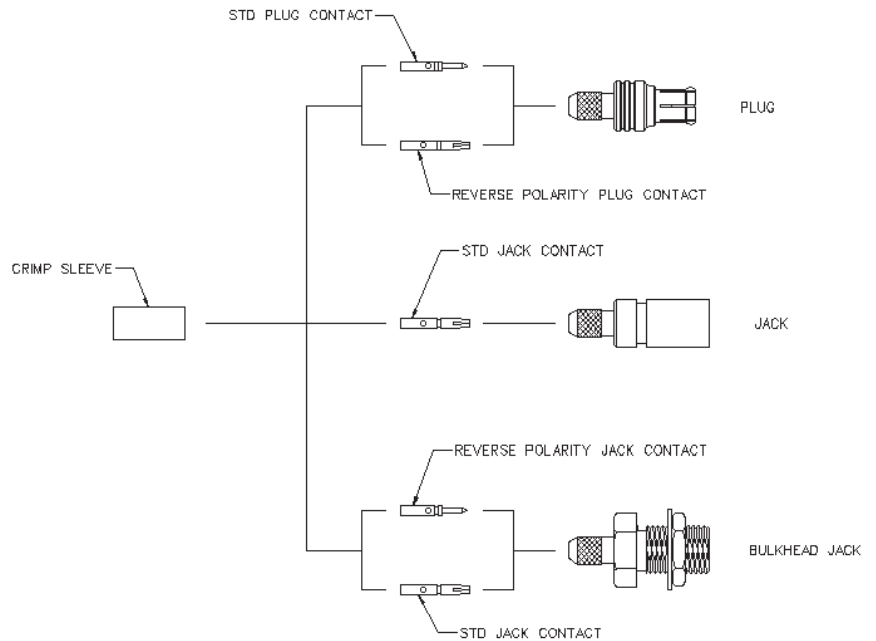 STD PLUG CONTACT
PLUG
REVERSE POLARITY PLUG CONTACT
STD JACK CONTACT
CRIMP SLEEVE
JACK
REVERSE POLARITY JACK CONTACT
BULKHEAD JACK
STD JACK CONTACT